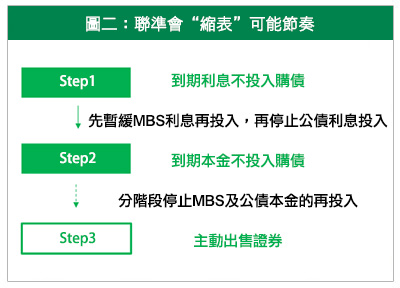 圖二：聯準會“縮表”可能節奏
Step1 到期利息不投入購債
先暫緩MBS利息再投入，再停止公債利息投入
Step2 到期本金不投入購債
分階段停止MBS及公債本金的再投入
Step3 主動出售證券